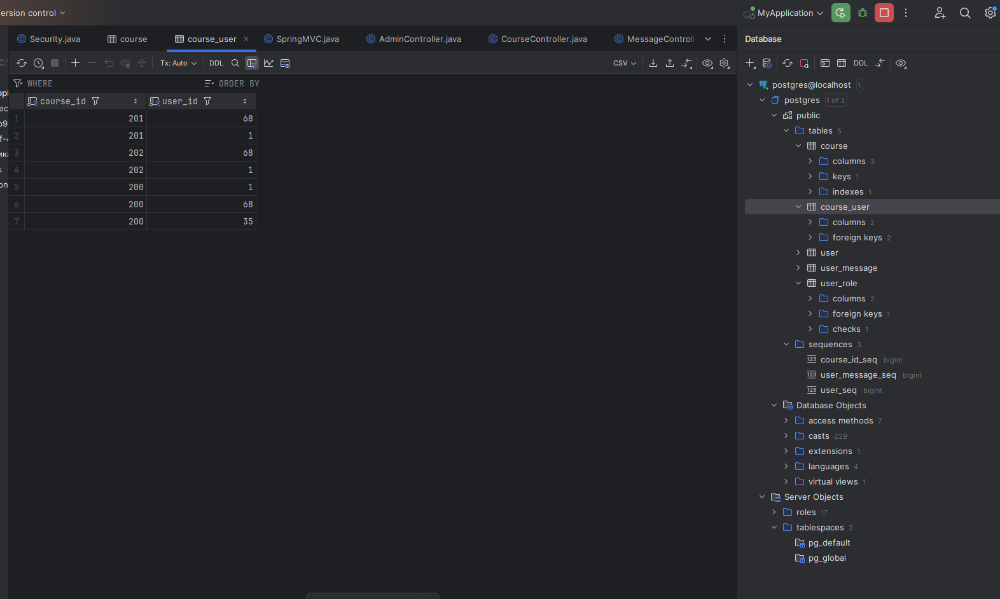 ersion control
MyApplication
Security.java
course
course_user
SpringMVC.java
AdminController.java
CourseController.java
MessageControll
Database
Tx: Auto
DDL
CSV
DDL
WHERE
ORDER BY
course_id
user_id
1 201 68
2 201 1
3 202 68
4 202 1
5 200 1
6 200 68
7 200 35
postgres@localhost 1
postgres 1 of 3
public
tables 5
course
columns 3
keys 1
indexes 1
course_user
columns 2
foreign keys 2
user
user_message
user_role
columns 2
foreign keys 1
checks 1
sequences 3
course_id_seq bigint
user_message_seq bigint
user_seq bigint
Database Objects
access methods 7
casts 229
extensions 1
languages 4
virtual views 1
Server Objects
roles 17
tablespaces 2
pg_default
pg_global